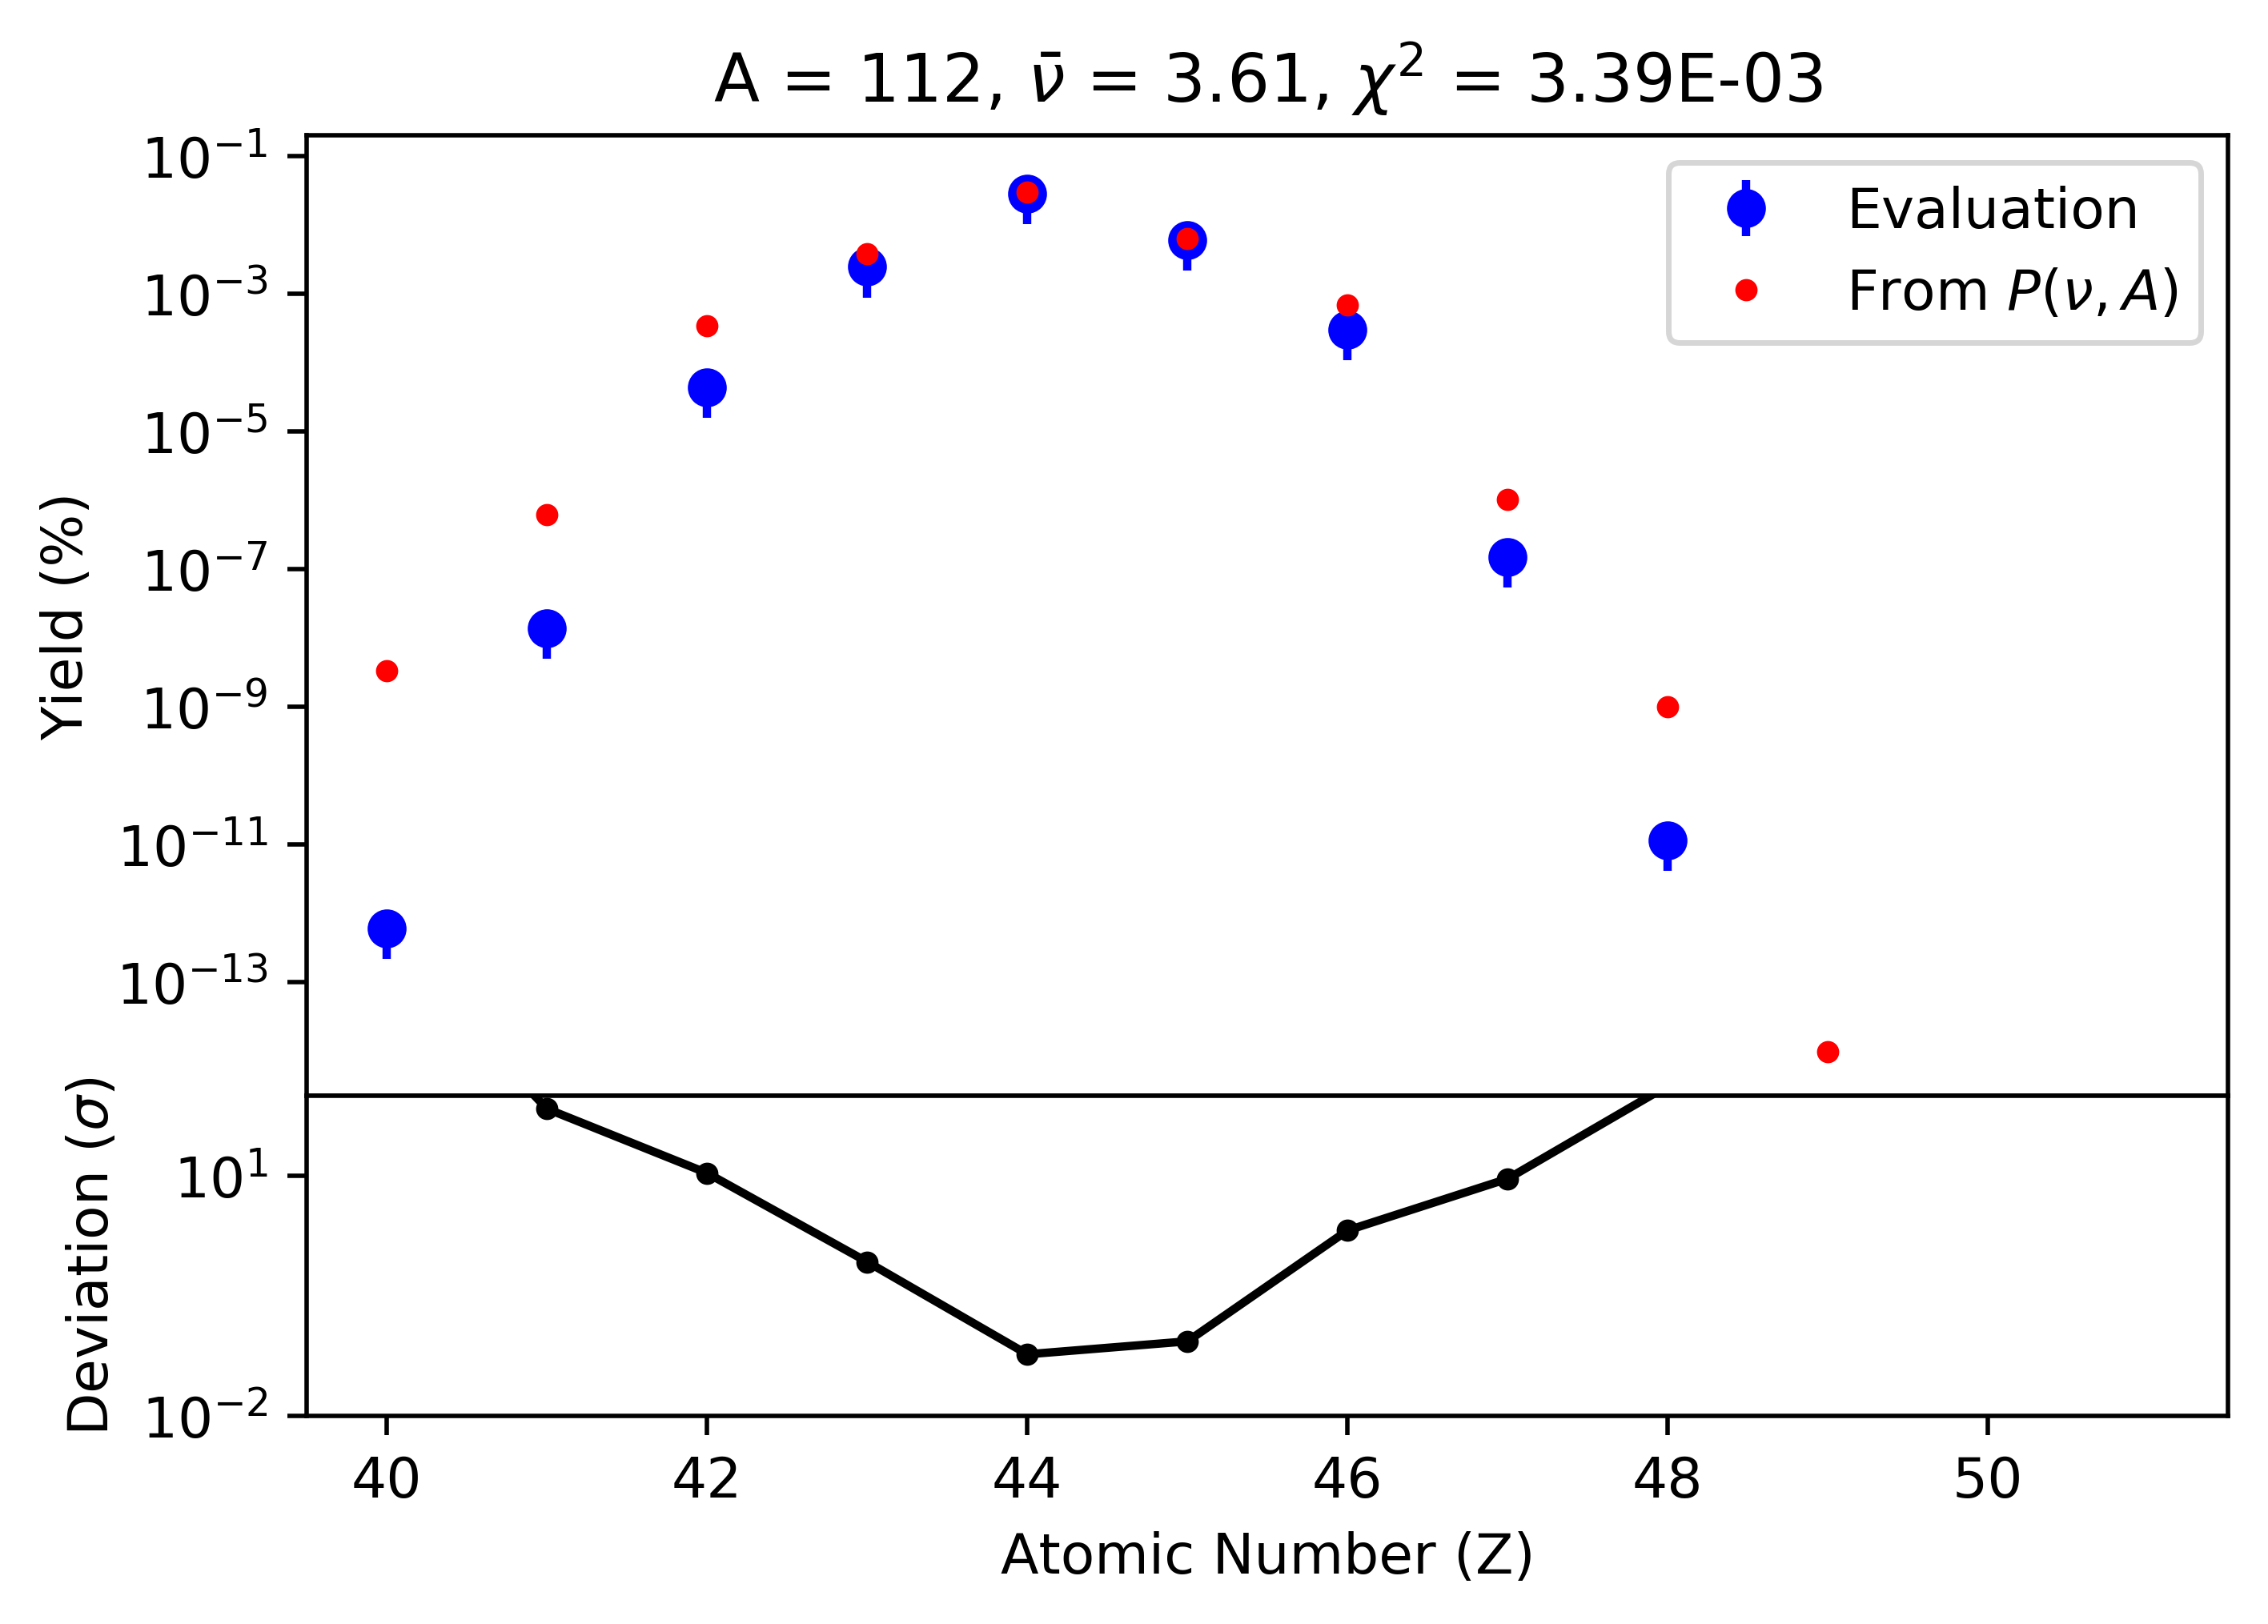 A = 112, ν̄ = 3.61, χ² = 3.39E-03
Evaluation
From P(ν, A)
Yield (%)
10⁻¹
10⁻³
10⁻⁵
10⁻⁷
10⁻⁹
10⁻¹¹
10⁻¹³
Deviation (σ)
10¹
10⁻²
40 42 44 46 48 50
Atomic Number (Z)